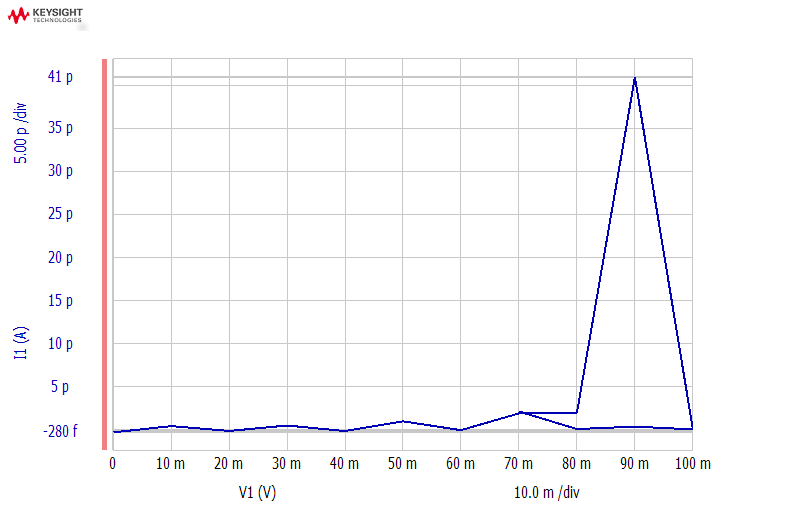 KEYSIGHT
TECHNOLOGIES
41 p
35 p
30 p
25 p
20 p
15 p
10 p
5 p
-280 f
5.00 p /div
I1 (A)
0 10 m 20 m 30 m 40 m 50 m 60 m 70 m 80 m 90 m 100 m
V1 (V) 10.0 m /div